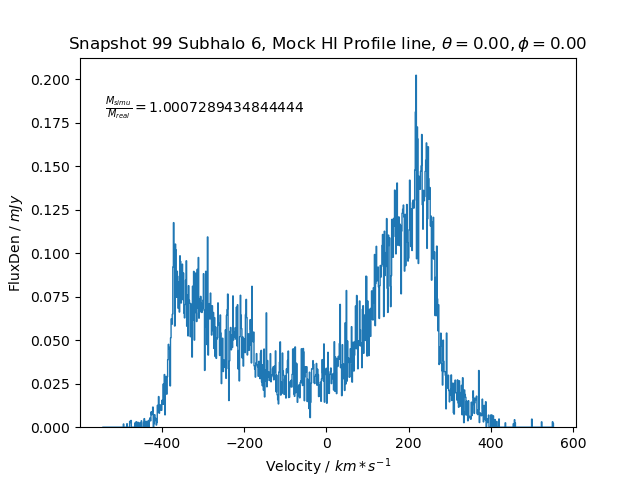 Snapshot 99 Subhalo 6, Mock HI Profile line, θ = 0.00, ϕ = 0.00
M_simu/M_real = 1.0007289434844444
FluxDen / mJy
0.200
0.175
0.150
0.125
0.100
0.075
0.050
0.025
0.000
−400 −200 0 200 400 600
Velocity / km * s⁻¹